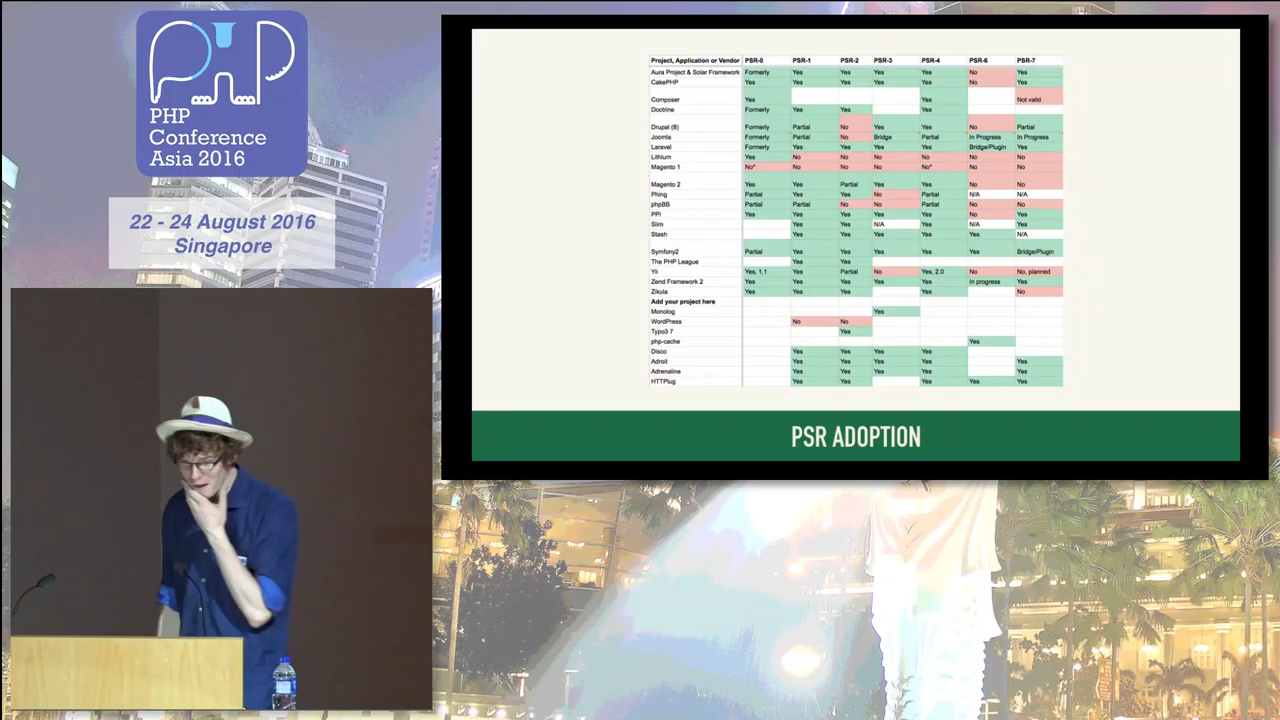 PHP
Conference
Asia 2016
22 - 24 August 2016
Singapore
Project, Application or Vendor PSR-0 PSR-1 PSR-2 PSR-3 PSR-4 PSR-6 PSR-7
Aura Project & Solar Framework Formerly Yes Yes Yes Yes No Yes
CakePHP Yes Yes Yes Yes Yes No Yes
Composer Yes Yes Not valid
Doctrine Formerly Yes Yes Yes
Drupal (8) Formerly Partial No Yes Yes No Partial
Joomla Formerly Partial No Bridge Partial In Progress In Progress
Laravel Formerly Yes Yes Yes Yes Bridge/Plugin Yes
Lithium Yes No No No No No No
Magento 1 No* No No No No* No No
Magento 2 Yes Yes Partial Yes Yes No No
Phing Partial Yes Yes No Partial N/A N/A
phpBB Partial Partial No No Partial No No
PPI Yes Yes Yes Yes Yes No Yes
Slim Yes Yes N/A Yes N/A Yes
Stash Yes Yes Yes Yes Yes N/A
Symfony2 Partial Yes Yes Yes Yes Yes Bridge/Plugin
The PHP League Yes Yes
Yii Yes, 1.1 Yes Partial No Yes, 2.0 No No, planned
Zend Framework 2 Yes Yes Yes Yes Yes In progress Yes
Zikula Yes Yes Yes Yes No
Add your project here
Monolog Yes
WordPress No No
Typo3 7 Yes
php-cache Yes
Disco Yes Yes Yes Yes
Adroit Yes Yes Yes Yes Yes
Adrenaline Yes Yes Yes Yes Yes
HTTPlug Yes Yes Yes Yes Yes
PSR ADOPTION